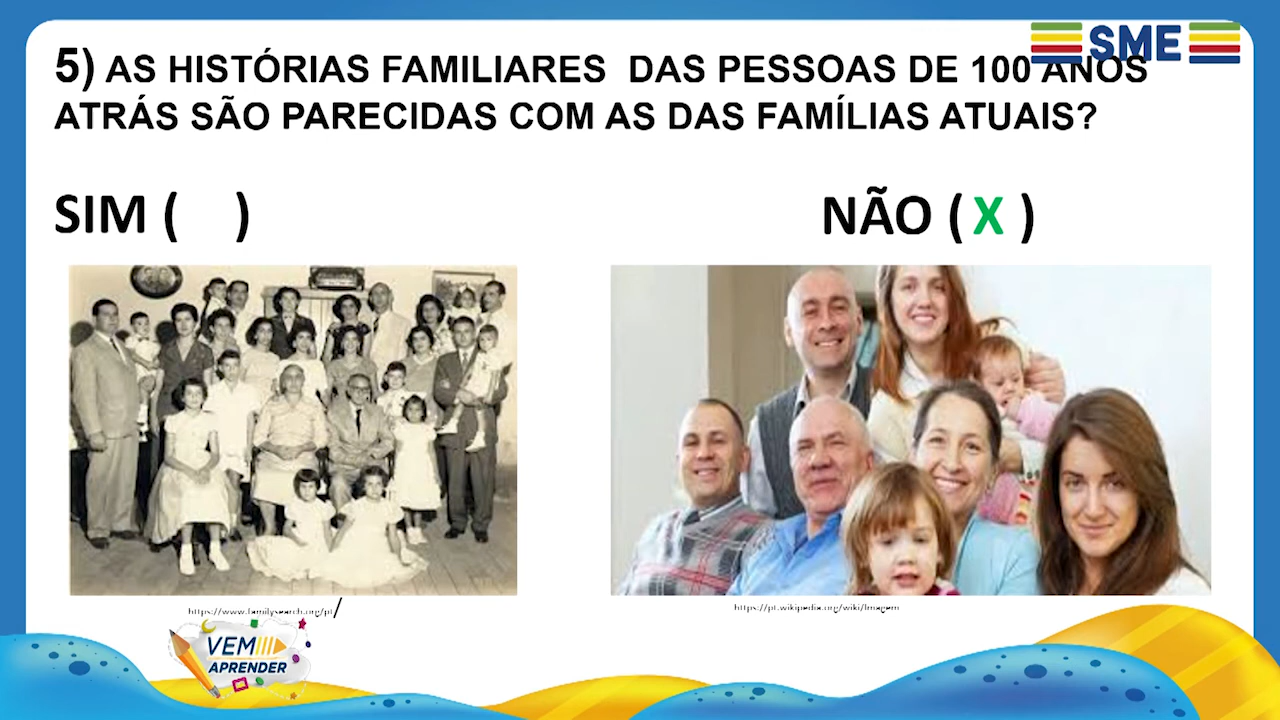 SME
5) AS HISTÓRIAS FAMILIARES DAS PESSOAS DE 100 ANOS
ATRÁS SÃO PARECIDAS COM AS DAS FAMÍLIAS ATUAIS?
SIM ( )
NÃO ( X )
https://www.familysearch.org/pt/
https://pt.wikipedia.org/wiki/Imagem
VEM
APRENDER